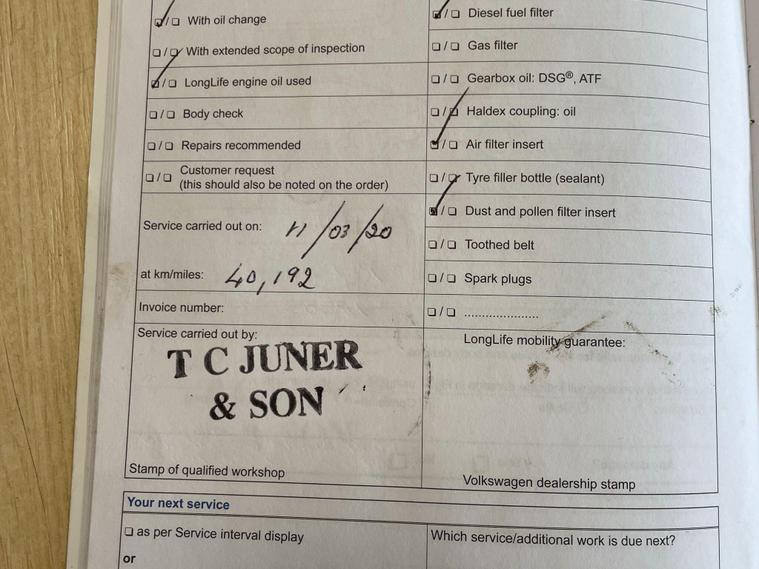 ❏/❏ With oil change
❏/❏ With extended scope of inspection
❏/❏ LongLife engine oil used
❏/❏ Body check
❏/❏ Repairs recommended
❏/❏ Customer request
(this should also be noted on the order)
Service carried out on: 11/03/20
at km/miles: 40,192
Invoice number:
Service carried out by:
T C JUNER
& SON
Stamp of qualified workshop
❏/❏ Diesel fuel filter
❏/❏ Gas filter
❏/❏ Gearbox oil: DSG®, ATF
❏/❏ Haldex coupling: oil
❏/❏ Air filter insert
❏/❏ Tyre filler bottle (sealant)
❏/❏ Dust and pollen filter insert
❏/❏ Toothed belt
❏/❏ Spark plugs
❏/❏ ......................
LongLife mobility guarantee:
Volkswagen dealership stamp
Your next service
❏ as per Service interval display
or
Which service/additional work is due next?